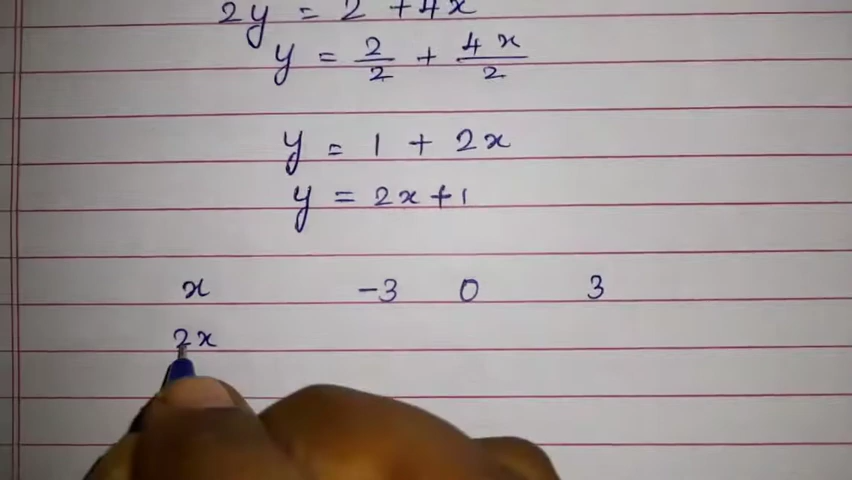 2y = 2 + 4x
y = 2/2 + 4x/2
y = 1 + 2x
y = 2x + 1
x -3 0 3
2x